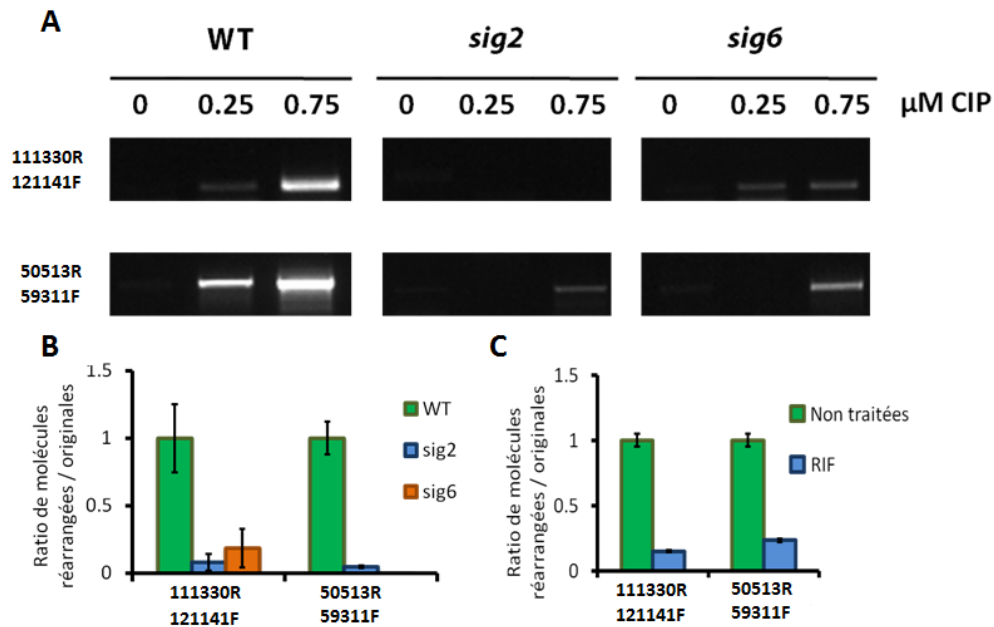 A
WT sig2 sig6
0 0.25 0.75 0 0.25 0.75 0 0.25 0.75 µM CIP
111330R
121141F
50513R
59311F
B
Ratio de molécules
réarrangées / originales
1.5
1
0.5
0
WT
sig2
sig6
111330R
121141F
50513R
59311F
C
Ratio de molécules
réarrangées / originales
1.5
1
0.5
0
Non traitées
RIF
111330R
121141F
50513R
59311F